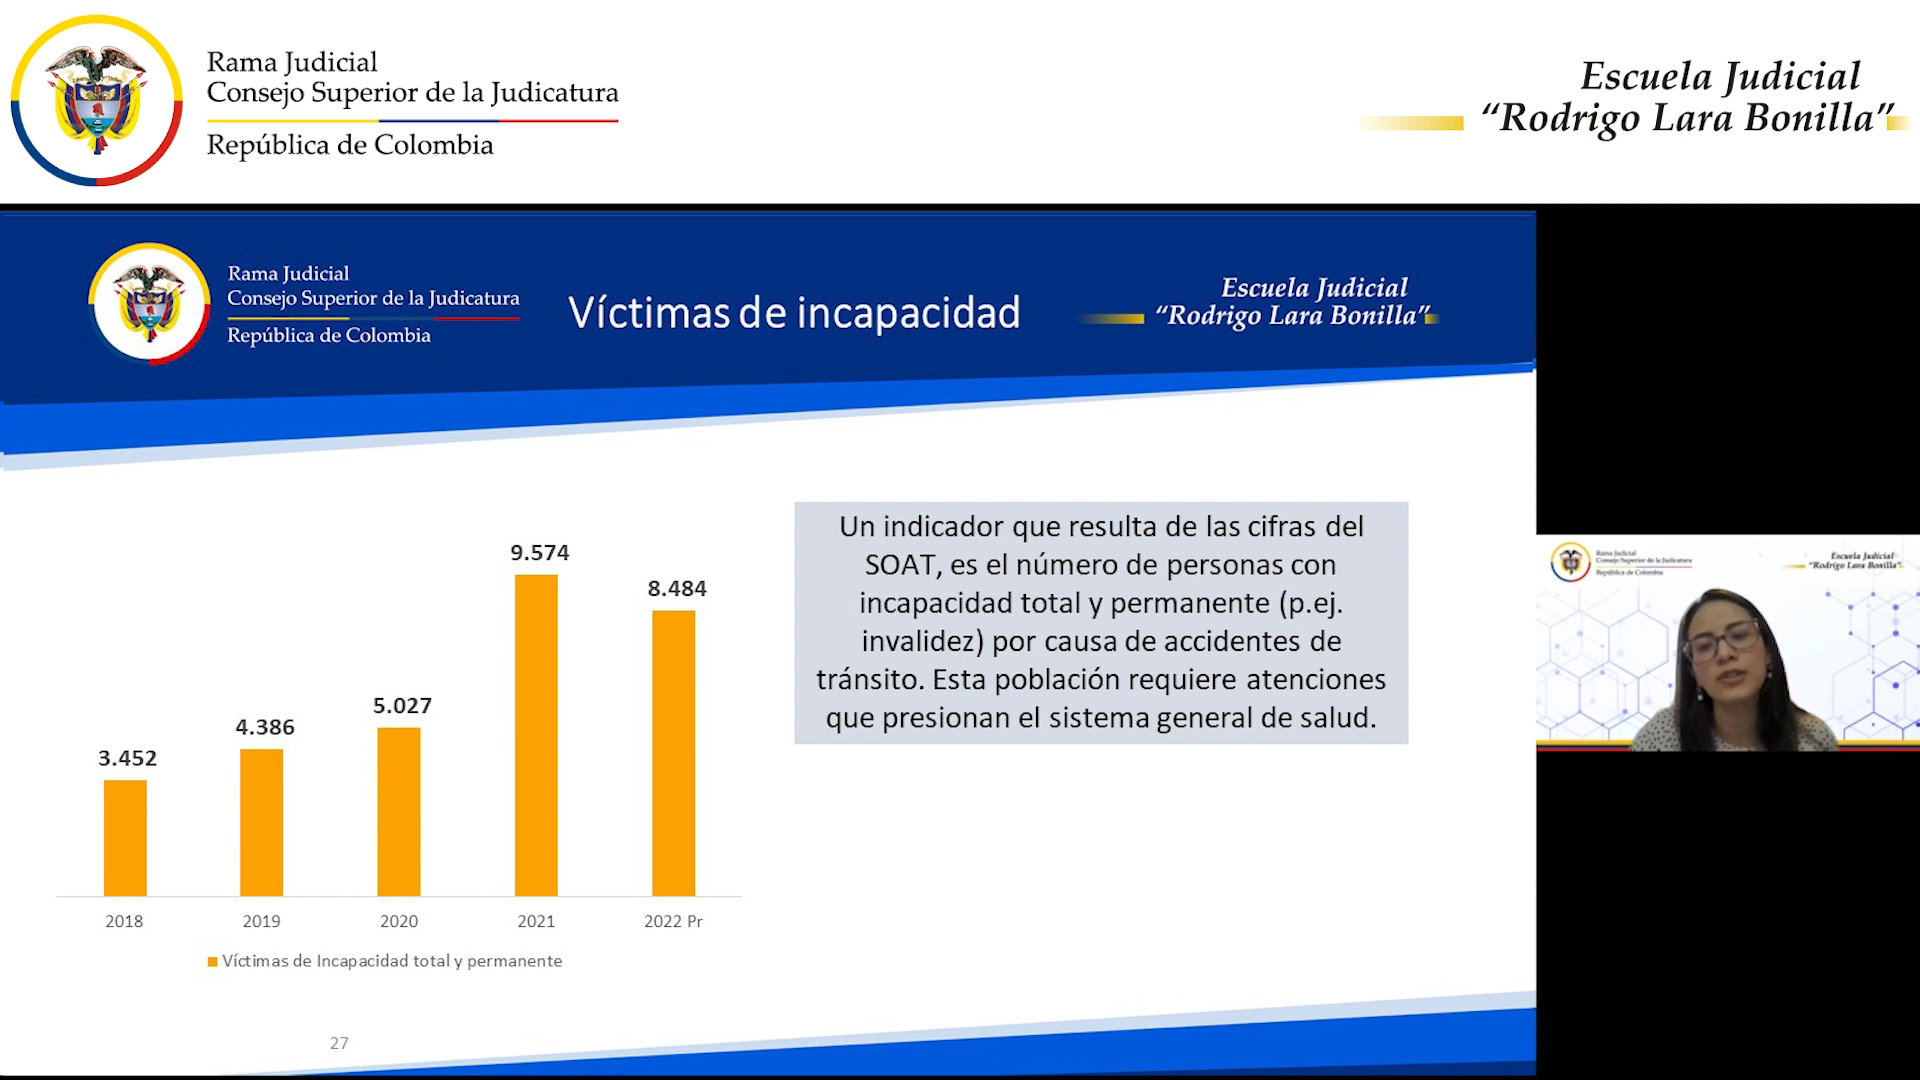 Rama Judicial
Consejo Superior de la Judicatura
República de Colombia
Escuela Judicial
“Rodrigo Lara Bonilla”
Rama Judicial
Consejo Superior de la Judicatura
República de Colombia
Víctimas de incapacidad
Escuela Judicial
“Rodrigo Lara Bonilla”
Un indicador que resulta de las cifras del
SOAT, es el número de personas con
incapacidad total y permanente (p.ej.
invalidez) por causa de accidentes de
tránsito. Esta población requiere atenciones
que presionan el sistema general de salud.
3.452
4.386
5.027
9.574
8.484
2018
2019
2020
2021
2022 Pr
Víctimas de Incapacidad total y permanente
27
Rama Judicial
Consejo Superior de la Judicatura
República de Colombia
Escuela Judicial
“Rodrigo Lara Bonilla”